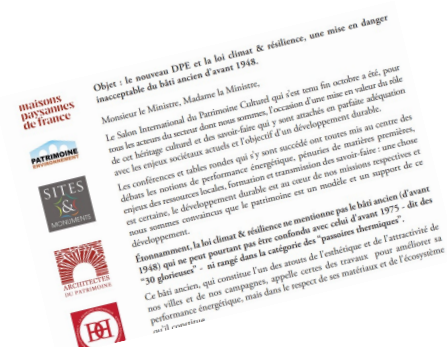 maisons
paysannes
de france
PATRIMOINE
ENVIRONNEMENT
SITES
&
MONUMENTS
ARCHITECTES
DU PATRIMOINE
Objet : le nouveau DPE et la loi climat & résilience, une mise en danger
inacceptable du bâti ancien d'avant 1948.
Monsieur le Ministre, Madame la Ministre,
Le Salon International du Patrimoine Culturel qui s'est tenu fin octobre a été, pour
tous les acteurs du secteur dont nous sommes, l'occasion d'une mise en valeur du rôle
de cet héritage culturel et des savoir-faire qui y sont attachés en parfaite adéquation
avec les enjeux sociétaux actuels et l'objectif d'un développement durable.
Les conférences et tables rondes qui s'y sont succédé ont toutes mis au centre des
débats les notions de performance énergétique, pénuries de matières premières,
enjeux des ressources locales, formation et transmission des savoir-faire : une chose
est certaine, le développement durable est au cœur de nos missions respectives et
nous sommes convaincus que le patrimoine est un modèle et un support de ce
développement.
Étonnamment, la loi climat & résilience ne mentionne pas le bâti ancien (d'avant
1948) qui ne peut pourtant pas être confondu avec celui d'avant 1975 - dit des
"30 glorieuses" - ni rangé dans la catégorie des "passoires thermiques".
Ce bâti ancien, qui constitue l'un des atouts de l'esthétique et de l'attractivité de
nos villes et de nos campagnes, appelle certes des travaux pour améliorer sa
performance énergétique, mais dans le respect de ses matériaux et de l'écosystème
qu'il constitue